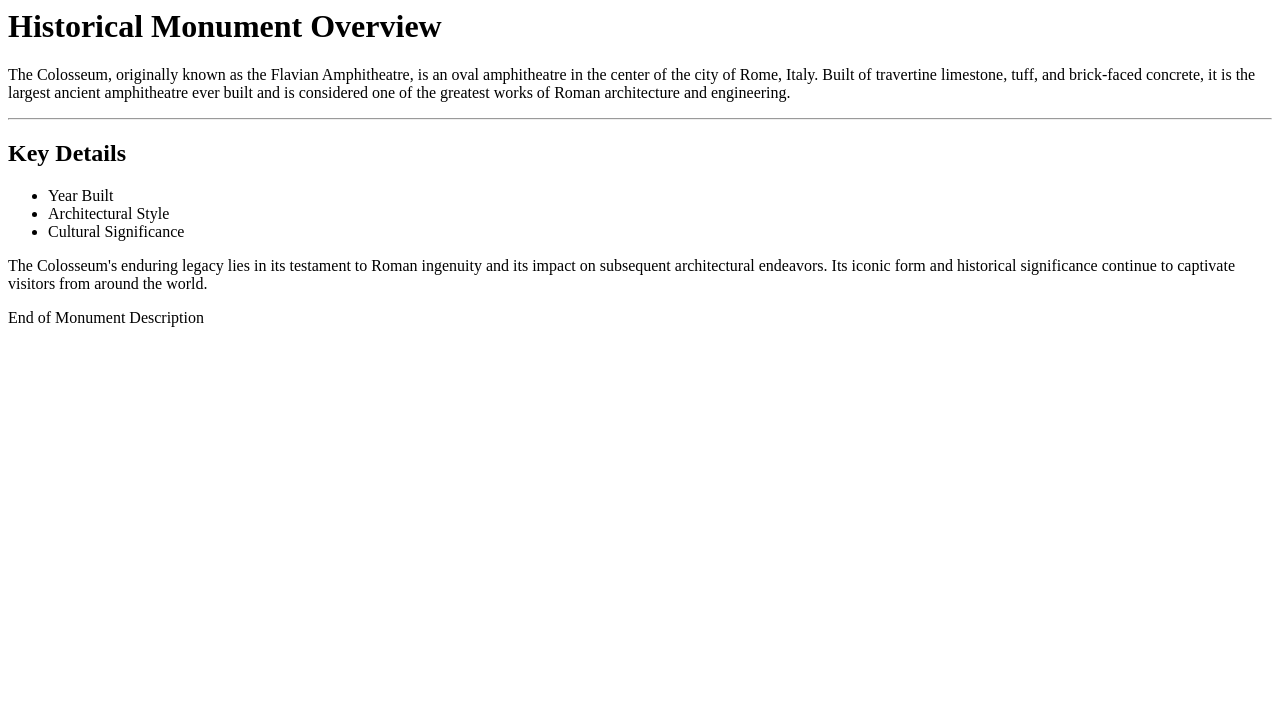 Historical Monument Overview
The Colosseum, originally known as the Flavian Amphitheatre, is an oval amphitheatre in the center of the city of Rome, Italy. Built of travertine limestone, tuff, and brick-faced concrete, it is the
largest ancient amphitheatre ever built and is considered one of the greatest works of Roman architecture and engineering.
Key Details
• Year Built
• Architectural Style
• Cultural Significance
The Colosseum's enduring legacy lies in its testament to Roman ingenuity and its impact on subsequent architectural endeavors. Its iconic form and historical significance continue to captivate
visitors from around the world.
End of Monument Description